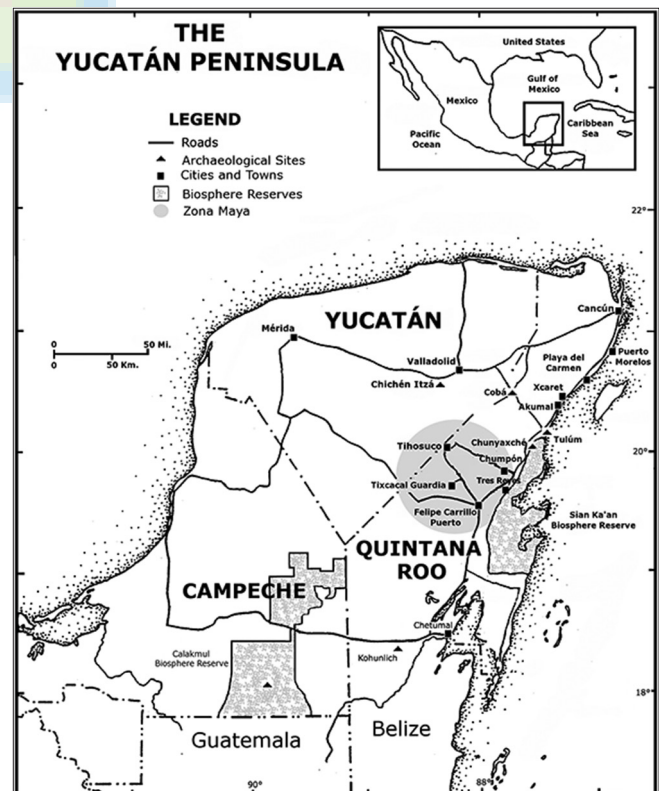 THE
YUCATÁN PENINSULA
LEGEND
Roads
Archaeological Sites
Cities and Towns
Biosphere Reserves
Zona Maya
United States
Gulf of
Mexico
Mexico
Caribbean
Sea
Pacific
Ocean
22°
0 50 Mi.
0 50 Km.
YUCATÁN
Mérida
Valladolid
Chichén Itzá
Cancún
Puerto
Morelos
Playa del
Carmen
Xcaret
Cobá
Akumal
Tulúm
Tihosuco
Chunyaxché
Chumpón
20°
Tixcacal Guardia
Tres Reyes
Felipe Carrillo
Puerto
Sian Ka'an
Biosphere Reserve
QUINTANA
ROO
CAMPECHE
Chetumal
Calakmul
Biosphere Reserve
Kohunlich
18°
Guatemala
Belize
90°
88°